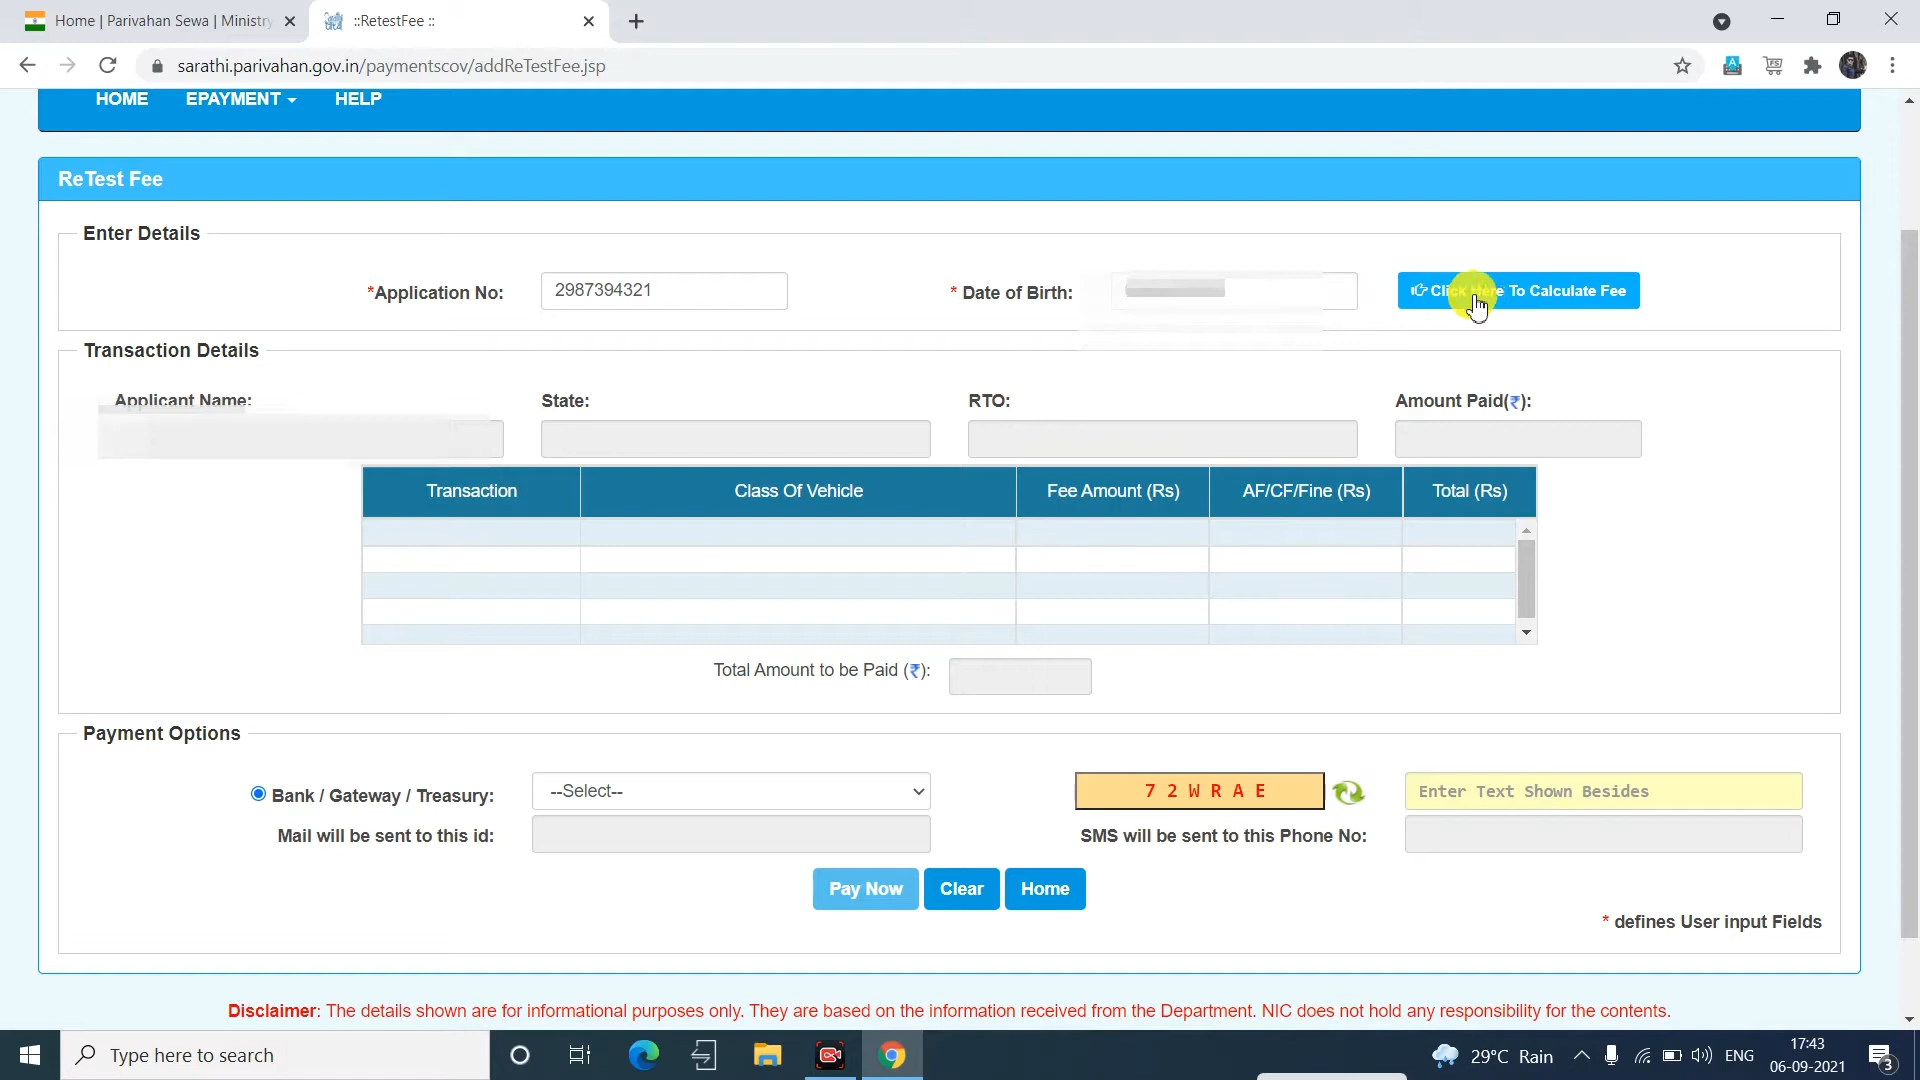 Home | Parivahan Sewa | Ministry
::RetestFee ::
sarathi.parivahan.gov.in/paymentscov/addReTestFee.jsp
HOME EPAYMENT HELP
ReTest Fee
Enter Details
*Application No: 2987394321 * Date of Birth: Click Here To Calculate Fee
Transaction Details
Applicant Name: State: RTO: Amount Paid(₹):
Transaction Class Of Vehicle Fee Amount (Rs) AF/CF/Fine (Rs) Total (Rs)
Total Amount to be Paid (₹):
Payment Options
Bank / Gateway / Treasury: --Select-- 7 2 W R A E Enter Text Shown Besides
Mail will be sent to this id: SMS will be sent to this Phone No:
Pay Now Clear Home
* defines User input Fields
Disclaimer: The details shown are for informational purposes only. They are based on the information received from the Department. NIC does not hold any responsibility for the contents.
Type here to search 29°C Rain ENG 17:43
06-09-2021 3